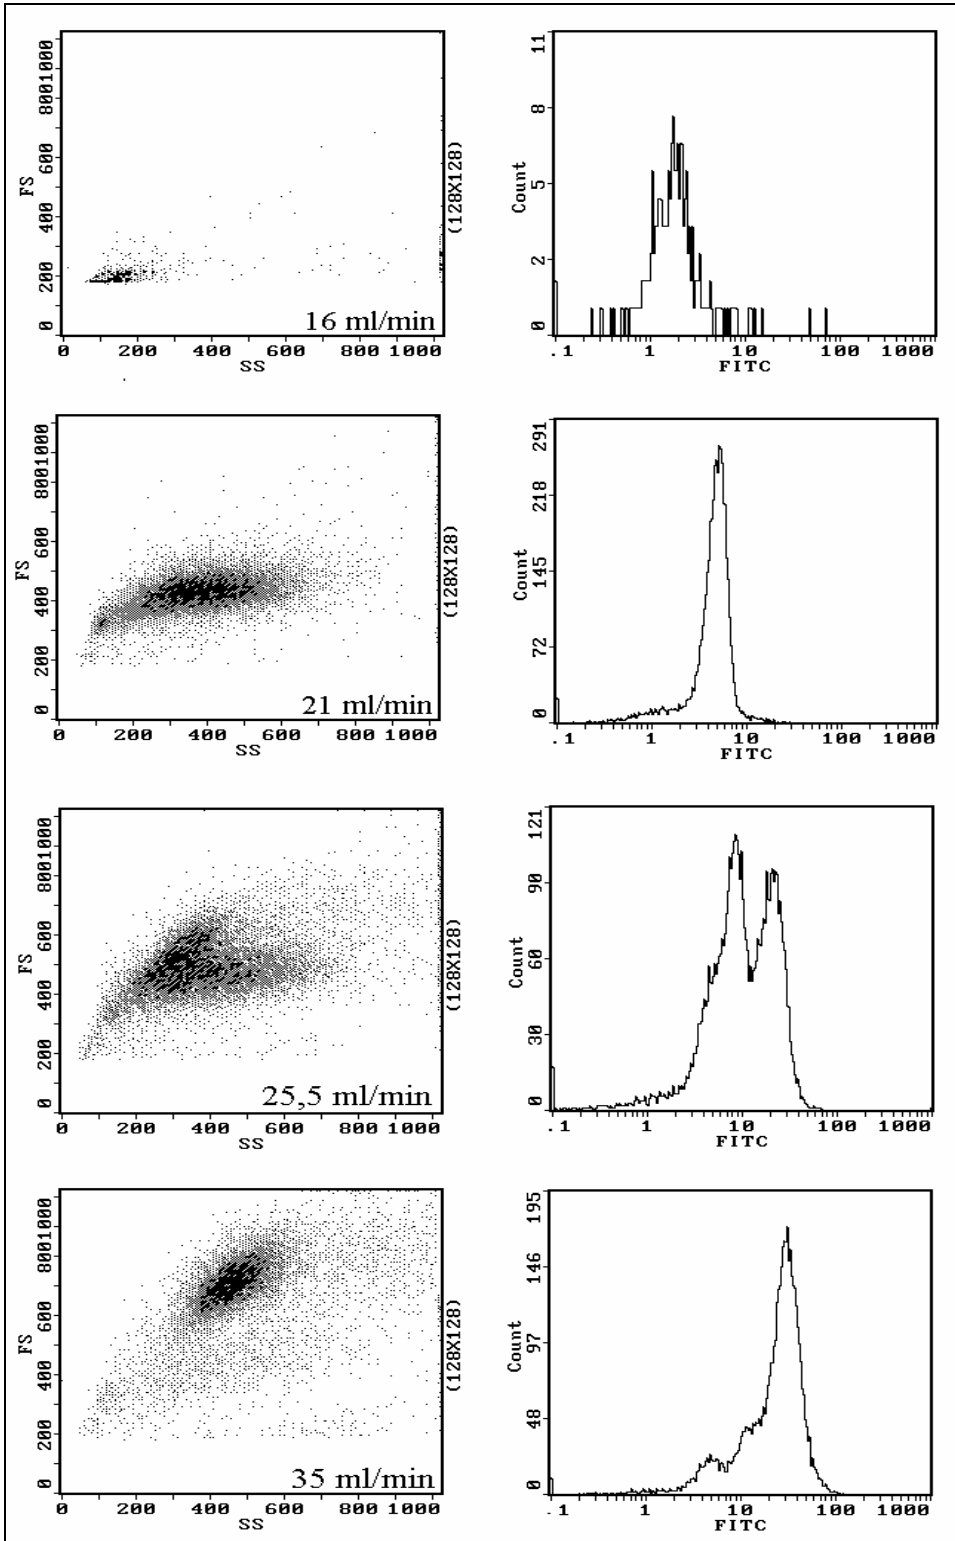 FS
0 200 400 600 8001000
0 200 400 600 800 1000
SS
(128X128)
16 ml/min
Count
0 2 5 8 11
.1 1 10 100 1000
FITC
FS
0 200 400 600 8001000
0 200 400 600 800 1000
SS
(128X128)
21 ml/min
Count
0 72 145 218 291
.1 1 10 100 1000
FITC
FS
0 200 400 600 8001000
0 200 400 600 800 1000
SS
(128X128)
25,5 ml/min
Count
0 30 60 90 121
.1 1 10 100 1000
FITC
FS
0 200 400 600 8001000
0 200 400 600 800 1000
SS
(128X128)
35 ml/min
Count
0 48 97 146 195
.1 1 10 100 1000
FITC